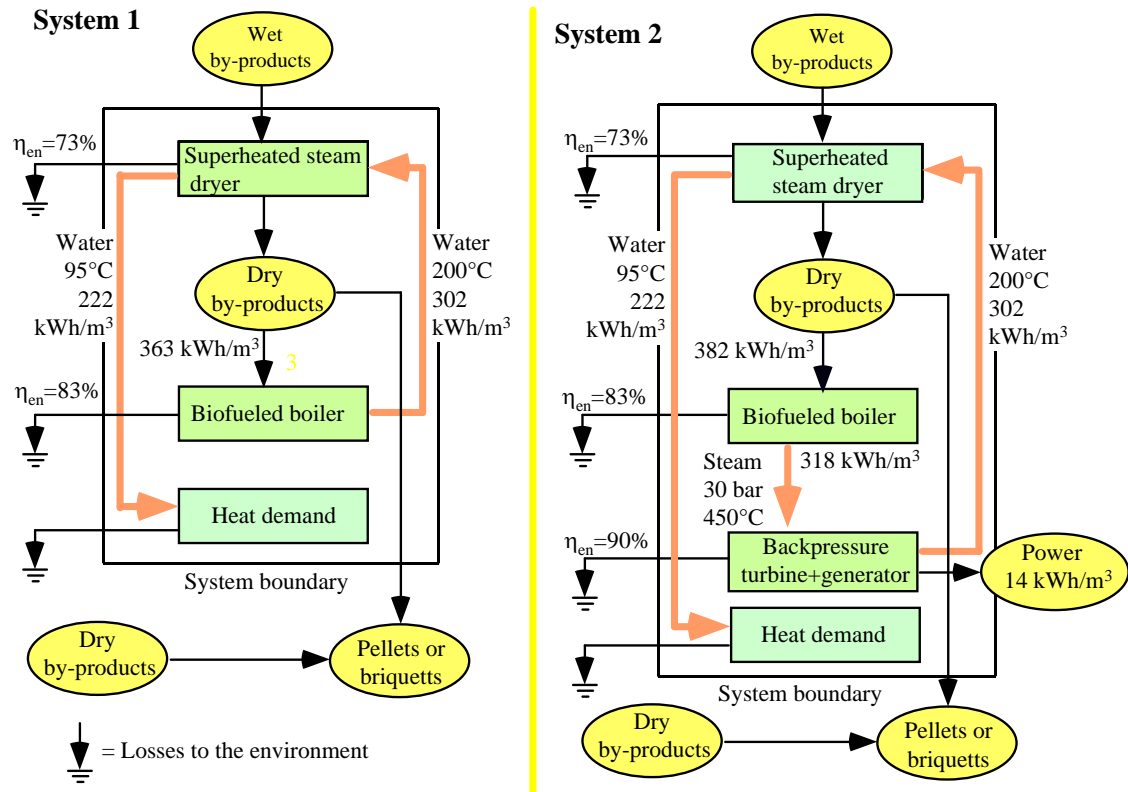 System 1
Wet
by-products
η_en=73%
Superheated steam
dryer
Water
95°C
222
kWh/m³
Water
200°C
302
kWh/m³
Dry
by-products
363 kWh/m³
3
η_en=83%
Biofueled boiler
Heat demand
System boundary
Dry
by-products
Pellets or
briquetts
= Losses to the environment
System 2
Wet
by-products
η_en=73%
Superheated
steam dryer
Water
95°C
222
kWh/m³
Water
200°C
302
kWh/m³
Dry
by-products
382 kWh/m³
η_en=83%
Biofueled boiler
Steam
30 bar
450°C
318 kWh/m³
η_en=90%
Backpressure
turbine+generator
Power
14 kWh/m³
Heat demand
System boundary
Dry
by-products
Pellets or
briquetts